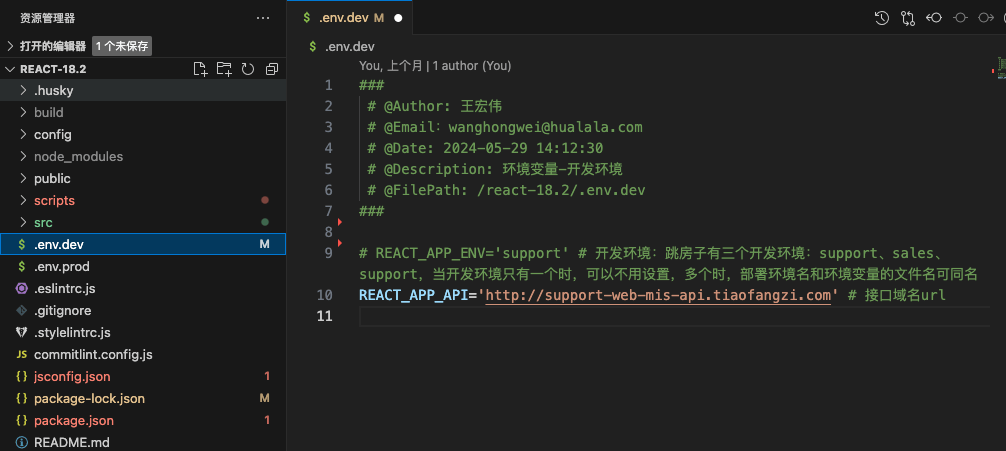 资源管理器 ···
打开的编辑器 1个未保存
REACT-18.2
.husky
build
config
node_modules
public
scripts
src
$ .env.dev M
$ .env.prod
.eslintrc.js
.gitignore
.stylelintrc.js
JS commitlint.config.js
{} jsconfig.json 1
{} package-lock.json M
{} package.json 1
README.md
$ .env.dev M
$ .env.dev
You, 上个月 | 1 author (You)
1 ###
2 # @Author: 王宏伟
3 # @Email: wanghongwei@hualala.com
4 # @Date: 2024-05-29 14:12:30
5 # @Description: 环境变量-开发环境
6 # @FilePath: /react-18.2/.env.dev
7 ###
8
9 # REACT_APP_ENV='support' # 开发环境：跳房子有三个开发环境：support、sales、
support，当开发环境只有一个时，可以不用设置，多个时，部署环境名和环境变量的文件名可同名
10 REACT_APP_API='http://support-web-mis-api.tiaofangzi.com' # 接口域名url
11